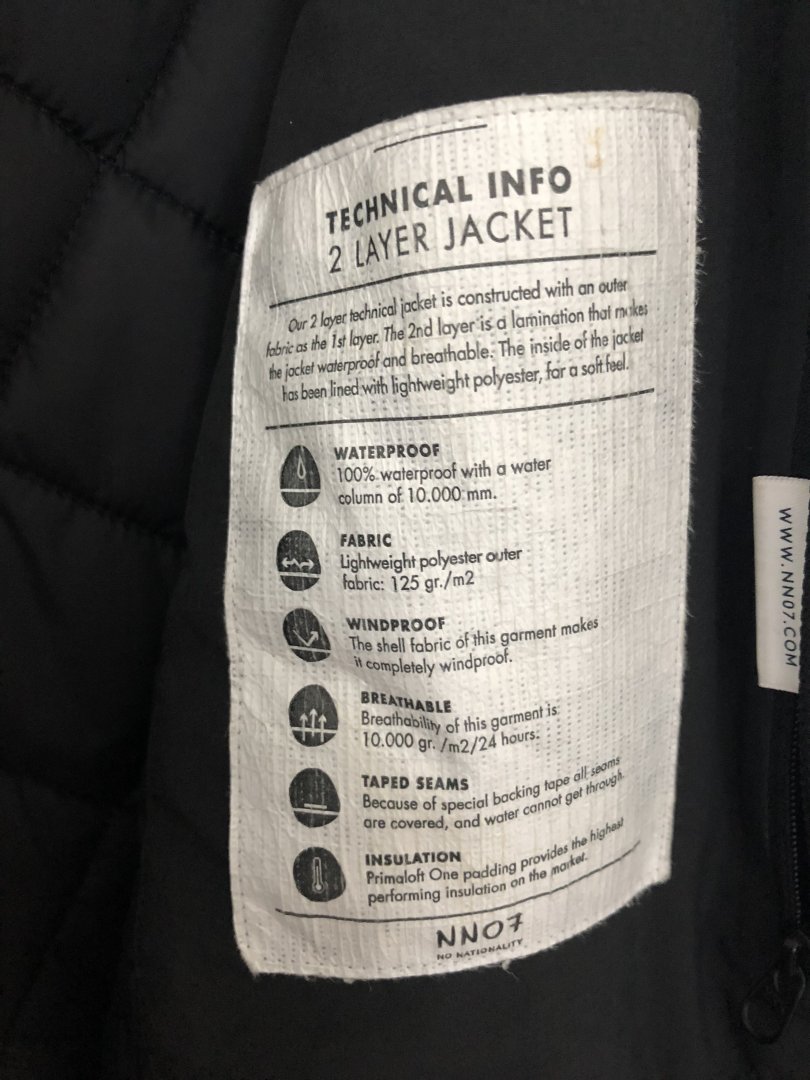 TECHNICAL INFO
2 LAYER JACKET
Our 2 layer technical jacket is constructed with an outer
fabric as the 1st layer. The 2nd layer is a lamination that makes
the jacket waterproof and breathable. The inside of the jacket
has been lined with lightweight polyester, for a soft feel.
WATERPROOF
100% waterproof with a water
column of 10.000 mm.
FABRIC
Lightweight polyester outer
fabric: 125 gr./m2
WINDPROOF
The shell fabric of this garment makes
it completely windproof.
BREATHABLE
Breathability of this garment is:
10.000 gr. /m2/24 hours.
TAPED SEAMS
Because of special backing tape all seams
are covered, and water cannot get through.
INSULATION
Primaloft One padding provides the highest
performing insulation on the market.
NN07
NO NATIONALITY
WWW.NN07.COM